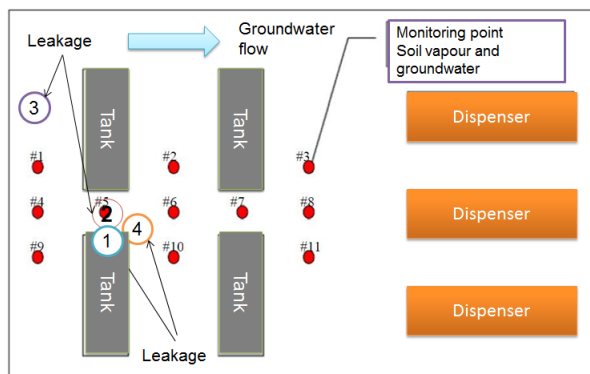 Leakage
Groundwater
flow
Monitoring point
Soil vapour and
groundwater
3
Tank
Tank
Dispenser
#1
#2
#3
#4
#5
#6
#7
#8
Dispenser
2
4
1
#9
#10
#11
Tank
Tank
Dispenser
Leakage